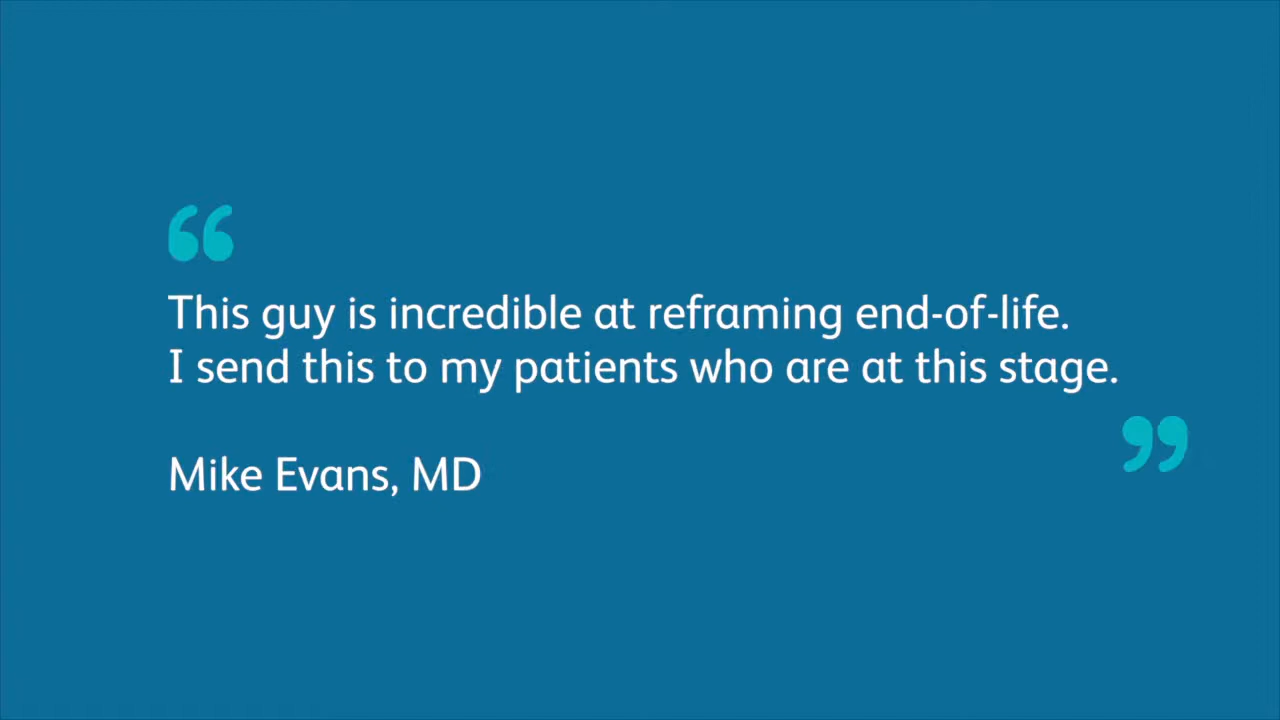 “
This guy is incredible at reframing end-of-life.
I send this to my patients who are at this stage.
”
Mike Evans, MD